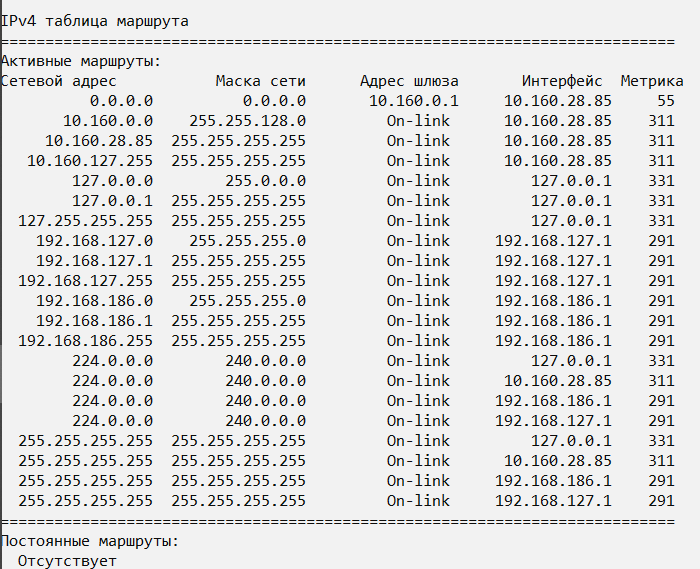 IPv4 таблица маршрута
===========================================================================
Активные маршруты:
Сетевой адрес           Маска сети      Адрес шлюза       Интерфейс  Метрика
          0.0.0.0          0.0.0.0       10.160.0.1     10.160.28.85     55
       10.160.0.0    255.255.128.0         On-link      10.160.28.85    311
     10.160.28.85  255.255.255.255         On-link      10.160.28.85    311
   10.160.127.255  255.255.255.255         On-link      10.160.28.85    311
        127.0.0.0        255.0.0.0         On-link         127.0.0.1    331
        127.0.0.1  255.255.255.255         On-link         127.0.0.1    331
  127.255.255.255  255.255.255.255         On-link         127.0.0.1    331
    192.168.127.0    255.255.255.0         On-link     192.168.127.1    291
    192.168.127.1  255.255.255.255         On-link     192.168.127.1    291
  192.168.127.255  255.255.255.255         On-link     192.168.127.1    291
    192.168.186.0    255.255.255.0         On-link     192.168.186.1    291
    192.168.186.1  255.255.255.255         On-link     192.168.186.1    291
  192.168.186.255  255.255.255.255         On-link     192.168.186.1    291
        224.0.0.0        240.0.0.0         On-link         127.0.0.1    331
        224.0.0.0        240.0.0.0         On-link      10.160.28.85    311
        224.0.0.0        240.0.0.0         On-link     192.168.186.1    291
        224.0.0.0        240.0.0.0         On-link     192.168.127.1    291
  255.255.255.255  255.255.255.255         On-link         127.0.0.1    331
  255.255.255.255  255.255.255.255         On-link      10.160.28.85    311
  255.255.255.255  255.255.255.255         On-link     192.168.186.1    291
  255.255.255.255  255.255.255.255         On-link     192.168.127.1    291
===========================================================================
Постоянные маршруты:
  Отсутствует